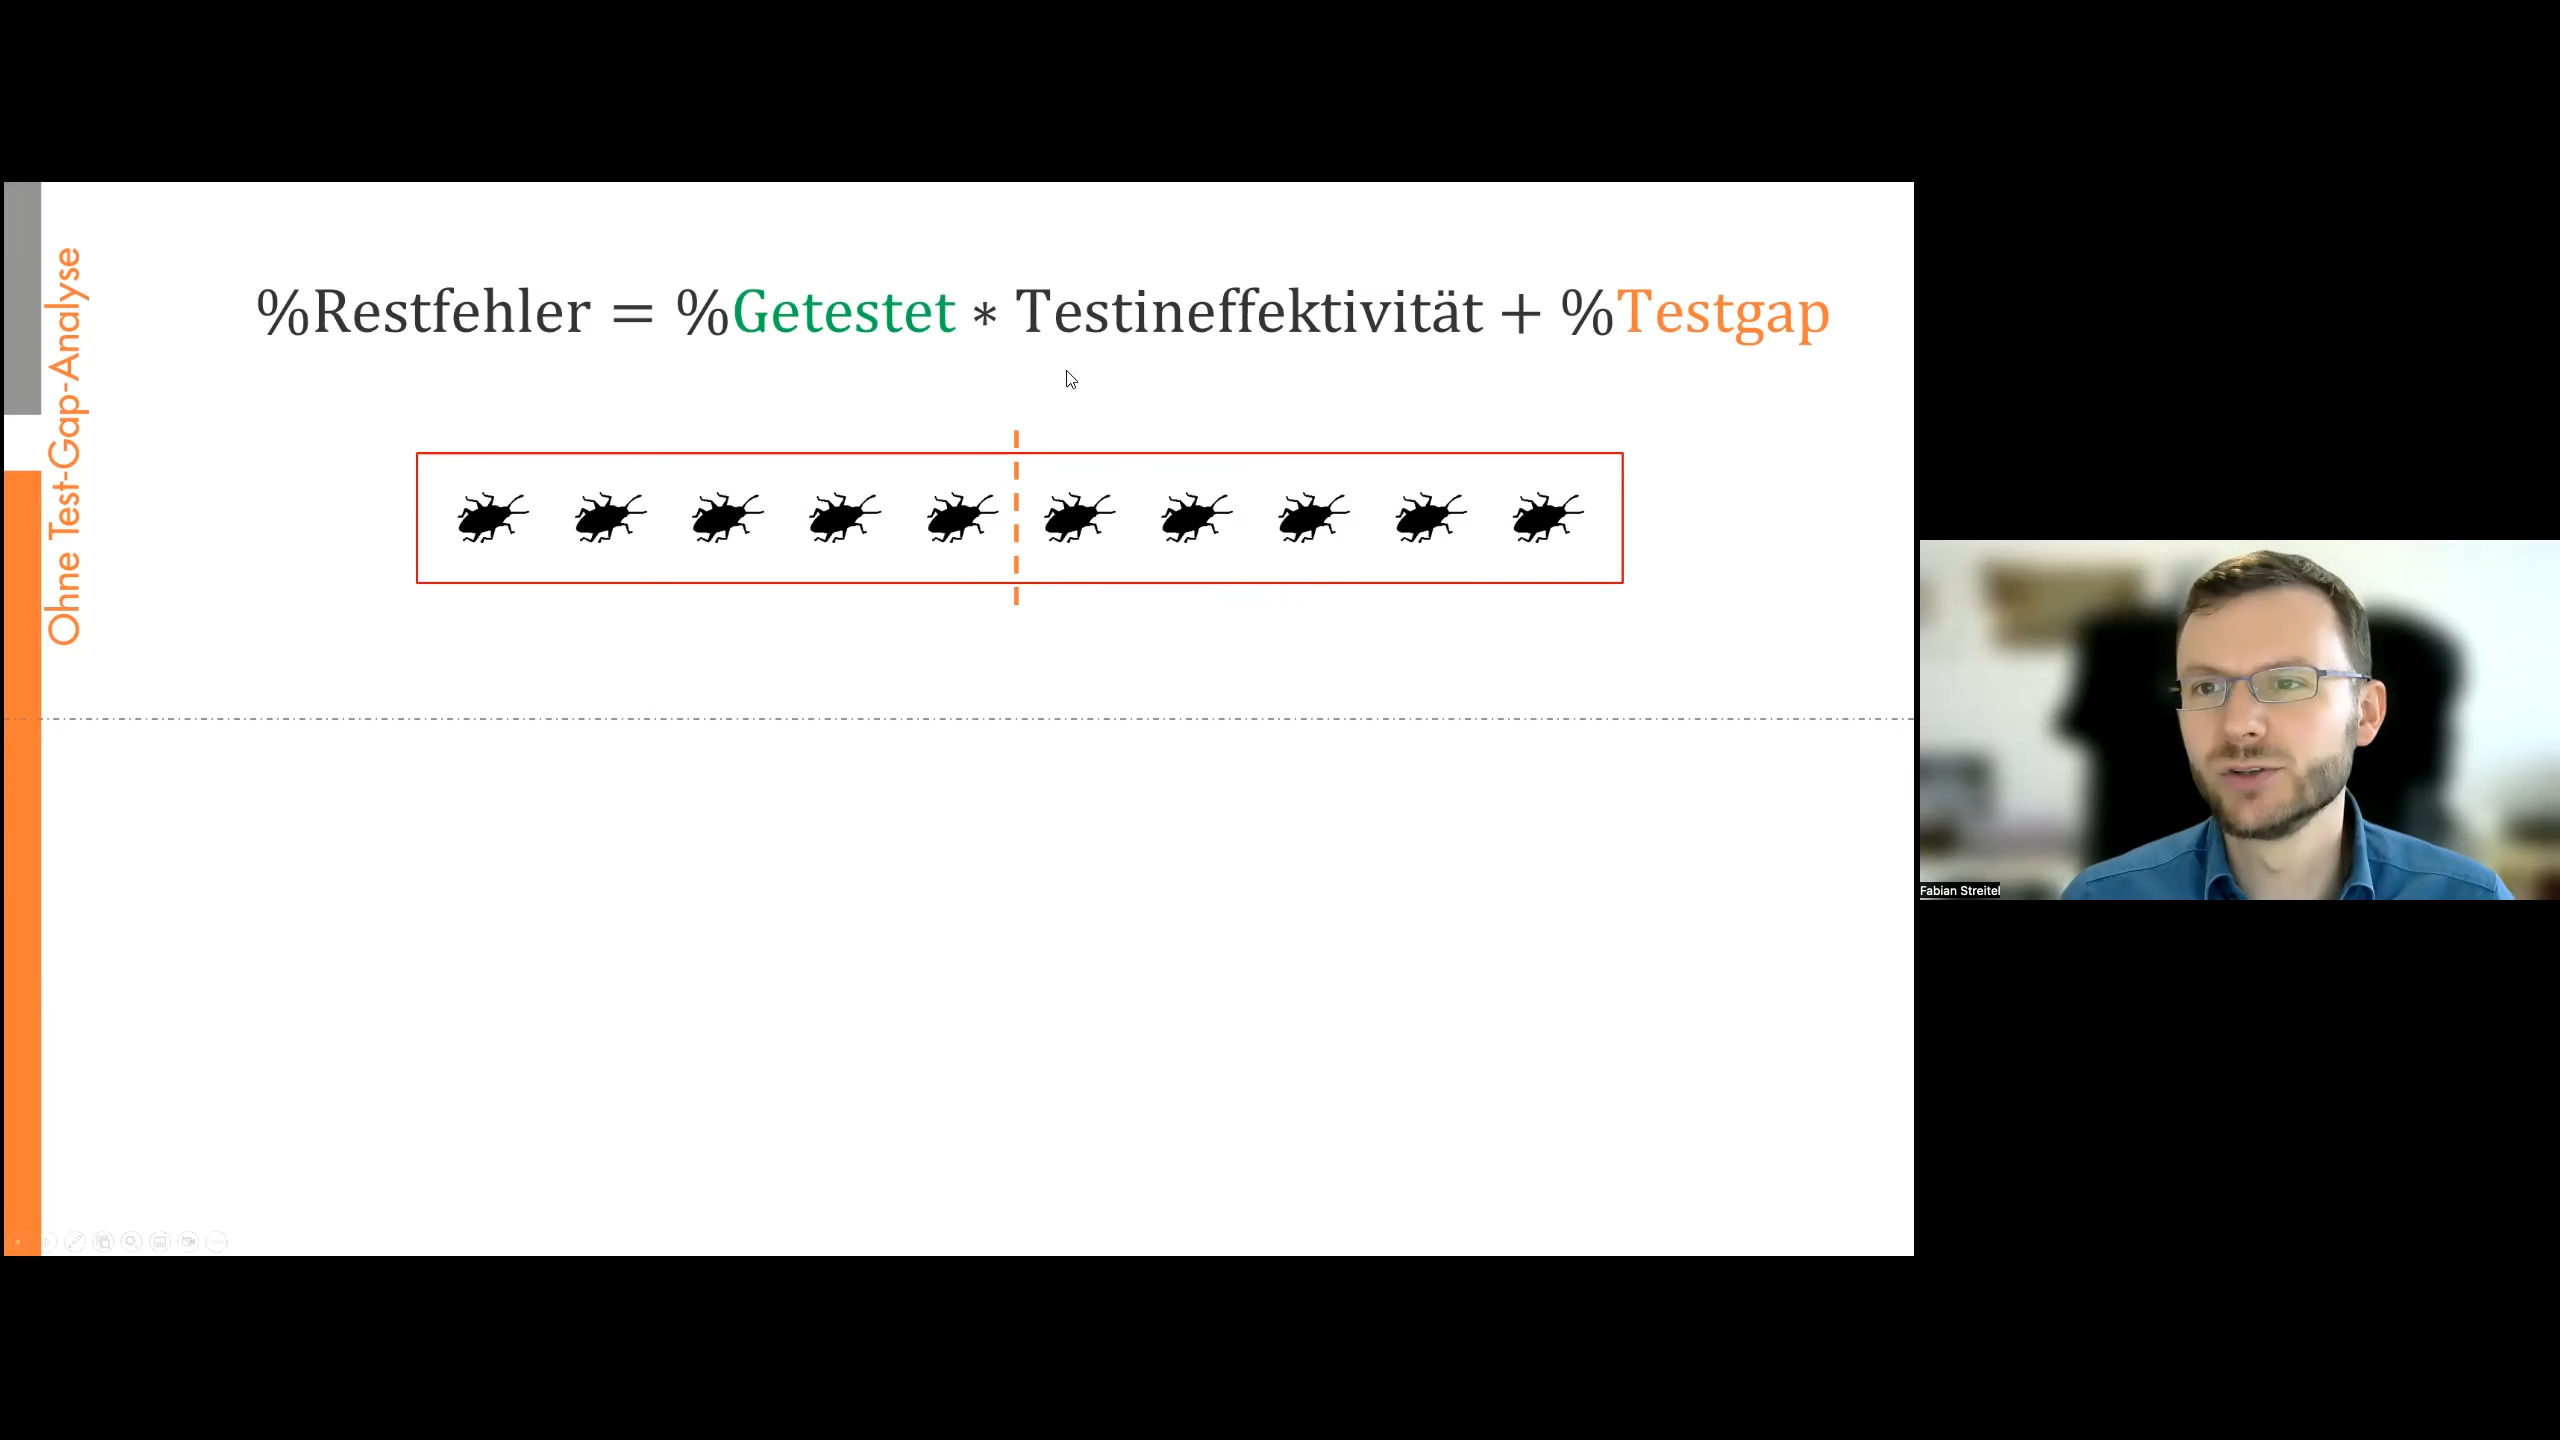 Ohne Test-Gap-Analyse
%Restfehler = %Getestet ∗ Testineffektivität + %Testgap
Fabian Streitel